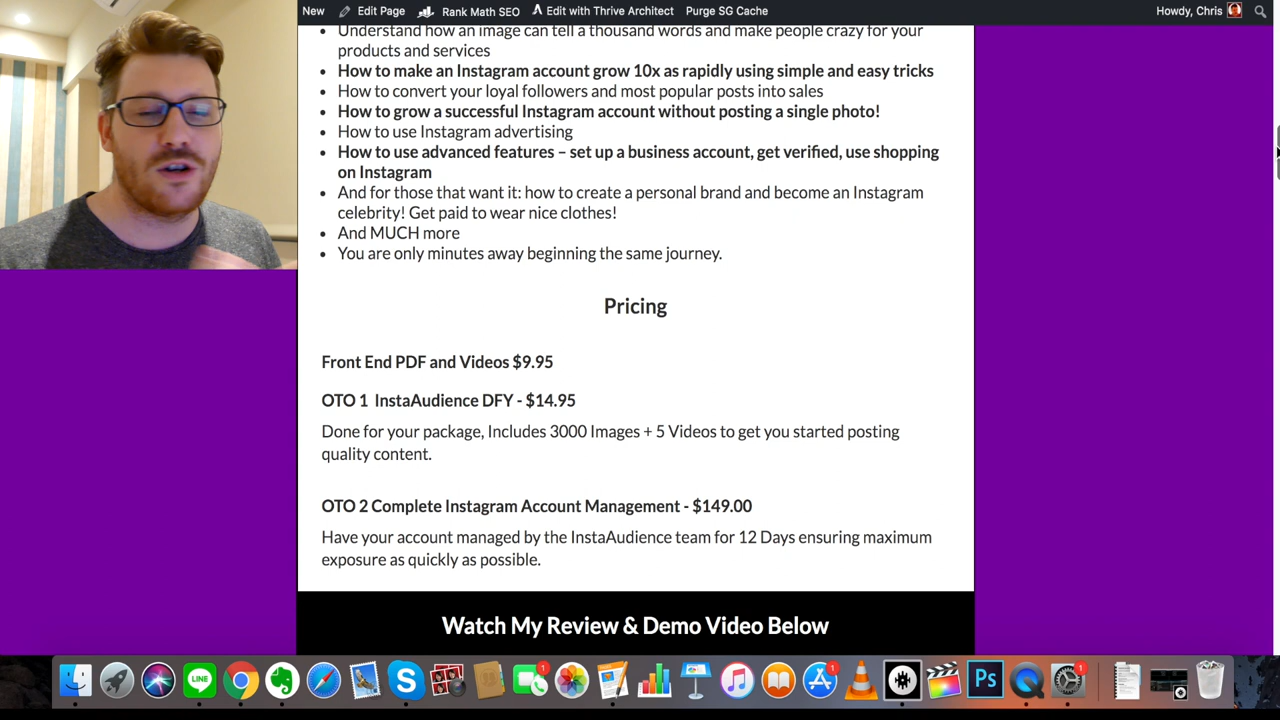 New Edit Page Rank Math SEO Edit with Thrive Architect Purge SG Cache Howdy, Chris
Understand how an image can tell a thousand words and make people crazy for your
products and services
How to make an Instagram account grow 10x as rapidly using simple and easy tricks
How to convert your loyal followers and most popular posts into sales
How to grow a successful Instagram account without posting a single photo!
How to use Instagram advertising
How to use advanced features – set up a business account, get verified, use shopping
on Instagram
And for those that want it: how to create a personal brand and become an Instagram
celebrity! Get paid to wear nice clothes!
And MUCH more
You are only minutes away beginning the same journey.
Pricing
Front End PDF and Videos $9.95
OTO 1 InstaAudience DFY - $14.95
Done for your package, Includes 3000 Images + 5 Videos to get you started posting
quality content.
OTO 2 Complete Instagram Account Management - $149.00
Have your account managed by the InstaAudience team for 12 Days ensuring maximum
exposure as quickly as possible.
Watch My Review & Demo Video Below
LINE
1
1
1
Ps